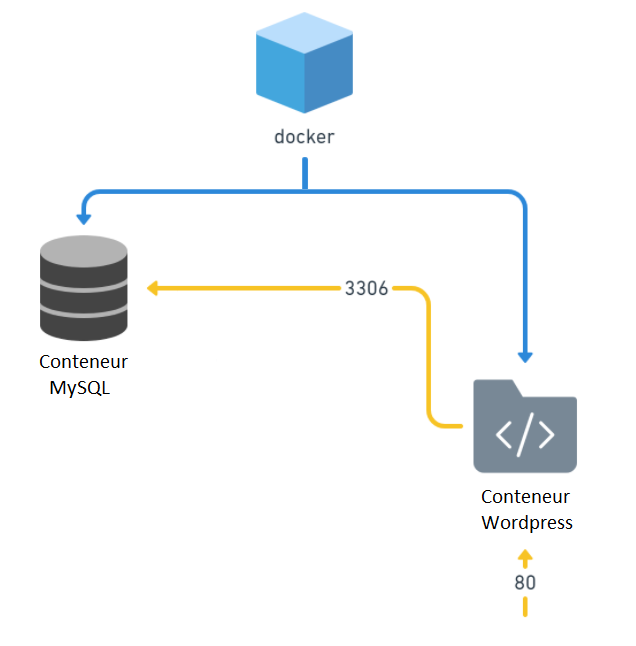 docker
3306
Conteneur
MySQL
</>
Conteneur
Wordpress
80